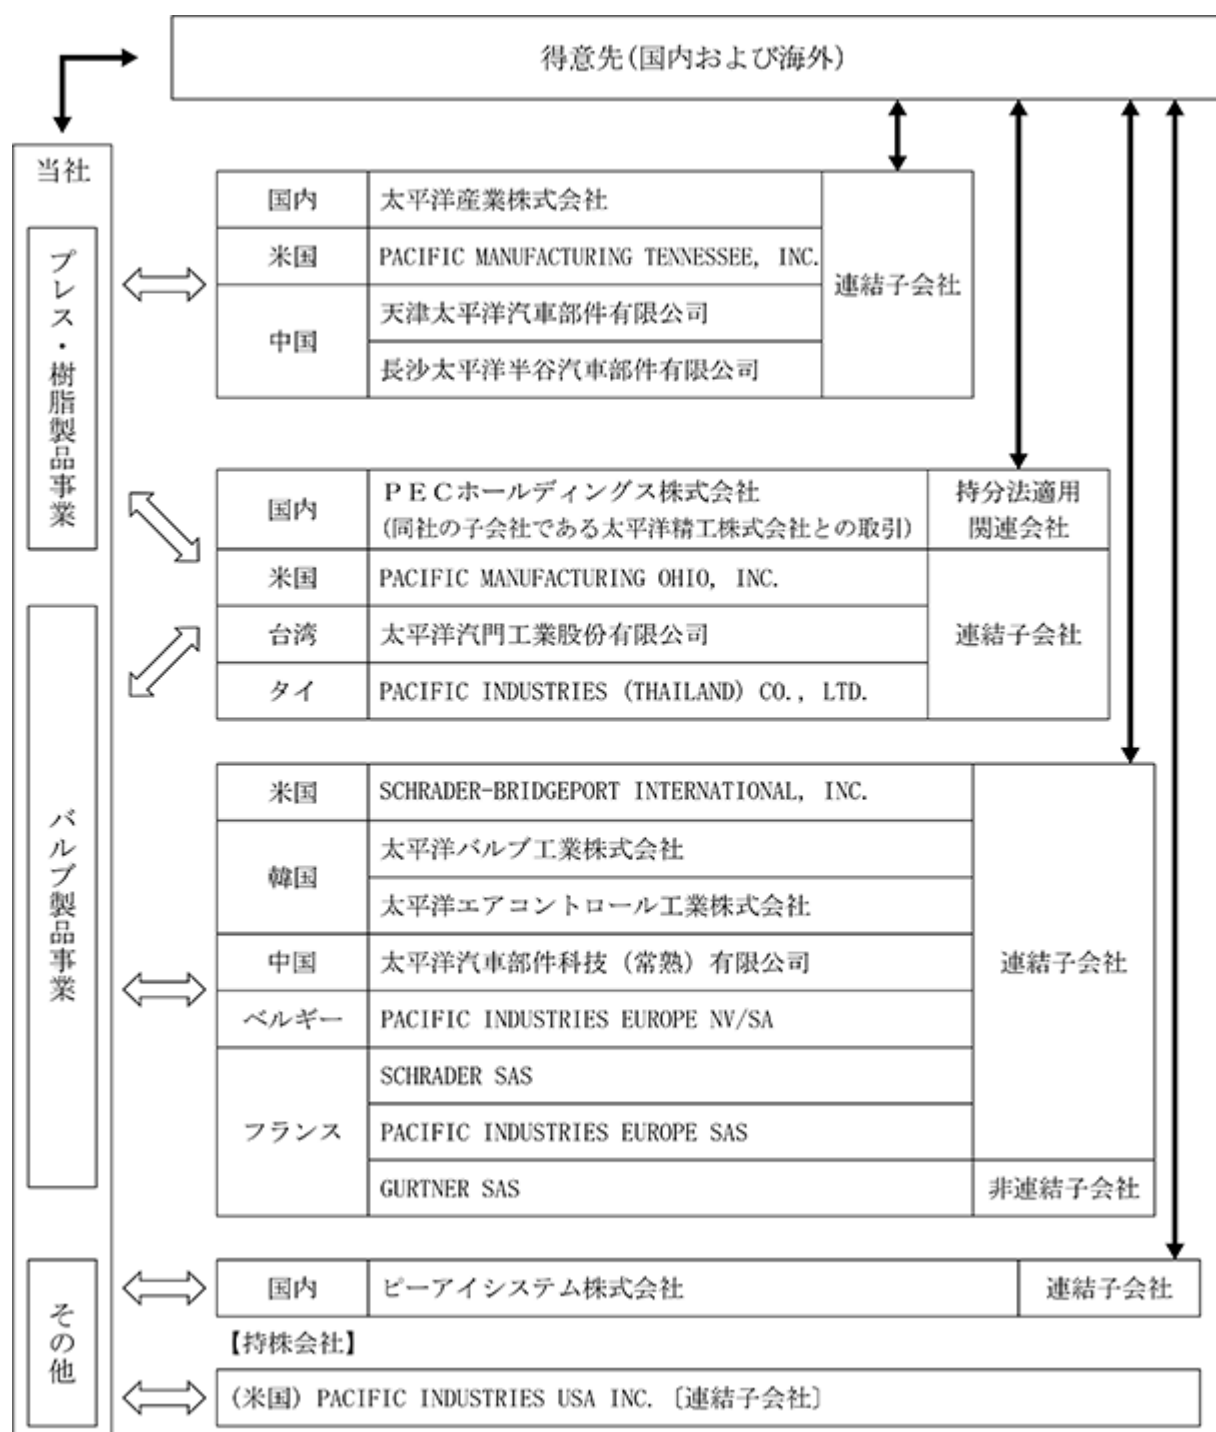 得意先(国内および海外)
当社
プレス・樹脂製品事業
国内
太平洋産業株式会社
米国
PACIFIC MANUFACTURING TENNESSEE, INC.
中国
天津太平洋汽車部件有限公司
長沙太平洋半谷汽車部件有限公司
連結子会社
国内
ＰＥＣホールディングス株式会社
(同社の子会社である太平洋精工株式会社との取引)
持分法適用
関連会社
米国
PACIFIC MANUFACTURING OHIO, INC.
台湾
太平洋汽門工業股份有限公司
タイ
PACIFIC INDUSTRIES (THAILAND) CO., LTD.
連結子会社
バルブ製品事業
米国
SCHRADER-BRIDGEPORT INTERNATIONAL, INC.
韓国
太平洋バルブ工業株式会社
太平洋エアコントロール工業株式会社
中国
太平洋汽車部件科技（常熟）有限公司
ベルギー
PACIFIC INDUSTRIES EUROPE NV/SA
フランス
SCHRADER SAS
PACIFIC INDUSTRIES EUROPE SAS
連結子会社
GURTNER SAS
非連結子会社
その他
国内
ピーアイシステム株式会社
連結子会社
【持株会社】
(米国) PACIFIC INDUSTRIES USA INC.〔連結子会社〕